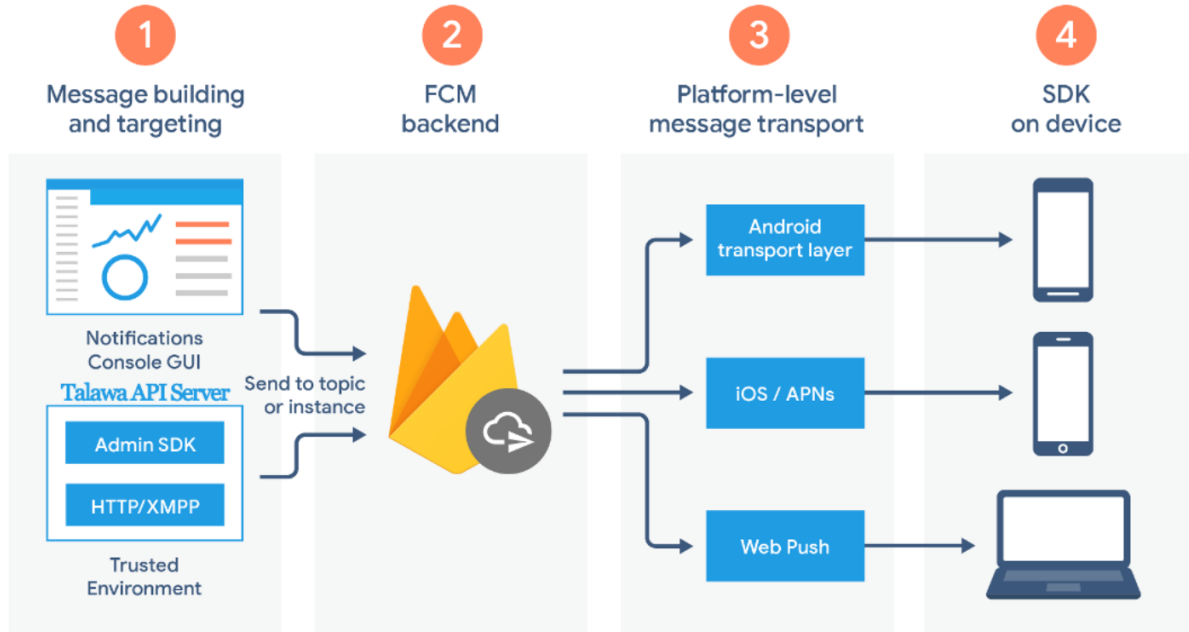 1
Message building
and targeting
2
FCM
backend
3
Platform-level
message transport
4
SDK
on device
Notifications
Console GUI
Talawa API Server
Admin SDK
HTTP/XMPP
Trusted
Environment
Send to topic
or instance
Android
transport layer
iOS / APNs
Web Push